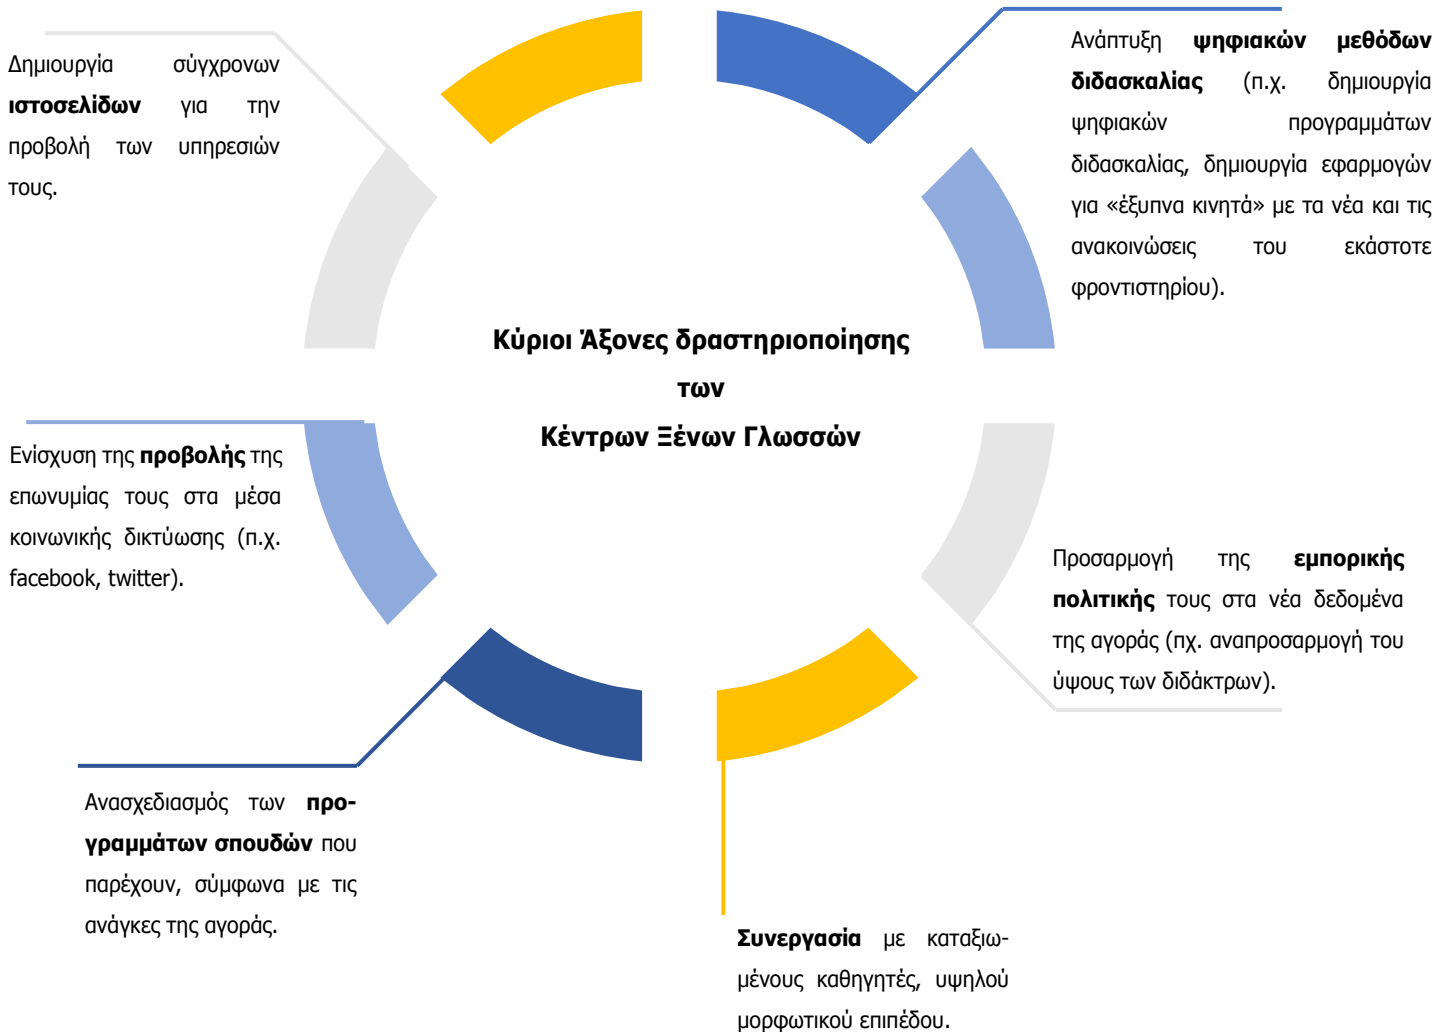 Δημιουργία σύγχρονων
ιστοσελίδων για την
προβολή των υπηρεσιών
τους.
Ανάπτυξη ψηφιακών μεθόδων
διδασκαλίας (π.χ. δημιουργία
ψηφιακών προγραμμάτων
διδασκαλίας, δημιουργία εφαρμογών
για «έξυπνα κινητά» με τα νέα και τις
ανακοινώσεις του εκάστοτε
φροντιστηρίου).
Κύριοι Άξονες δραστηριοποίησης
των
Κέντρων Ξένων Γλωσσών
Ενίσχυση της προβολής της
επωνυμίας τους στα μέσα
κοινωνικής δικτύωσης (π.χ.
facebook, twitter).
Προσαρμογή της εμπορικής
πολιτικής τους στα νέα δεδομένα
της αγοράς (πχ. αναπροσαρμογή του
ύψους των διδάκτρων).
Ανασχεδιασμός των προ-
γραμμάτων σπουδών που
παρέχουν, σύμφωνα με τις
ανάγκες της αγοράς.
Συνεργασία με καταξιω-
μένους καθηγητές, υψηλού
μορφωτικού επιπέδου.